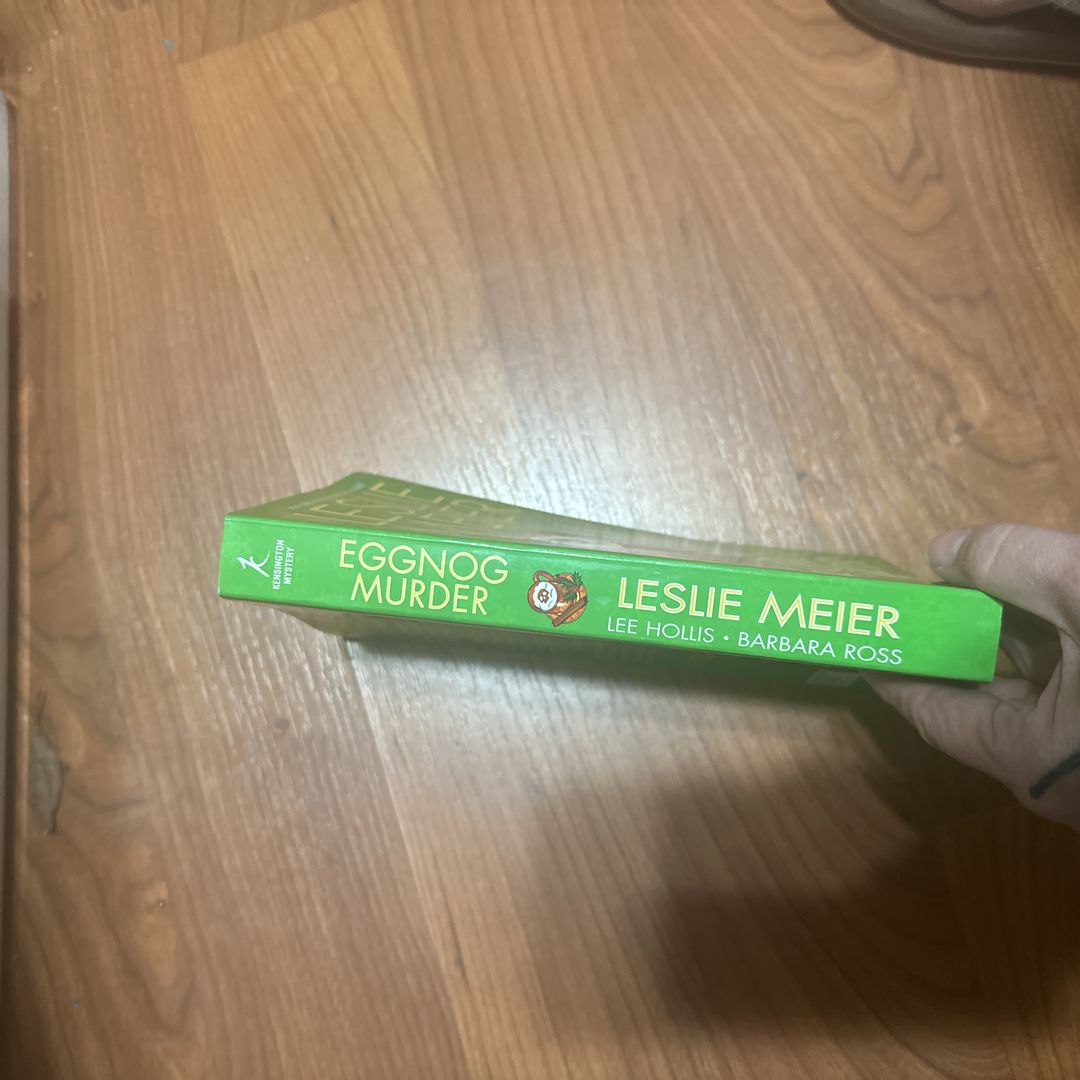 KENSINGTON
MYSTERY
EGGNOG
MURDER
LESLIE MEIER
LEE HOLLIS • BARBARA ROSS